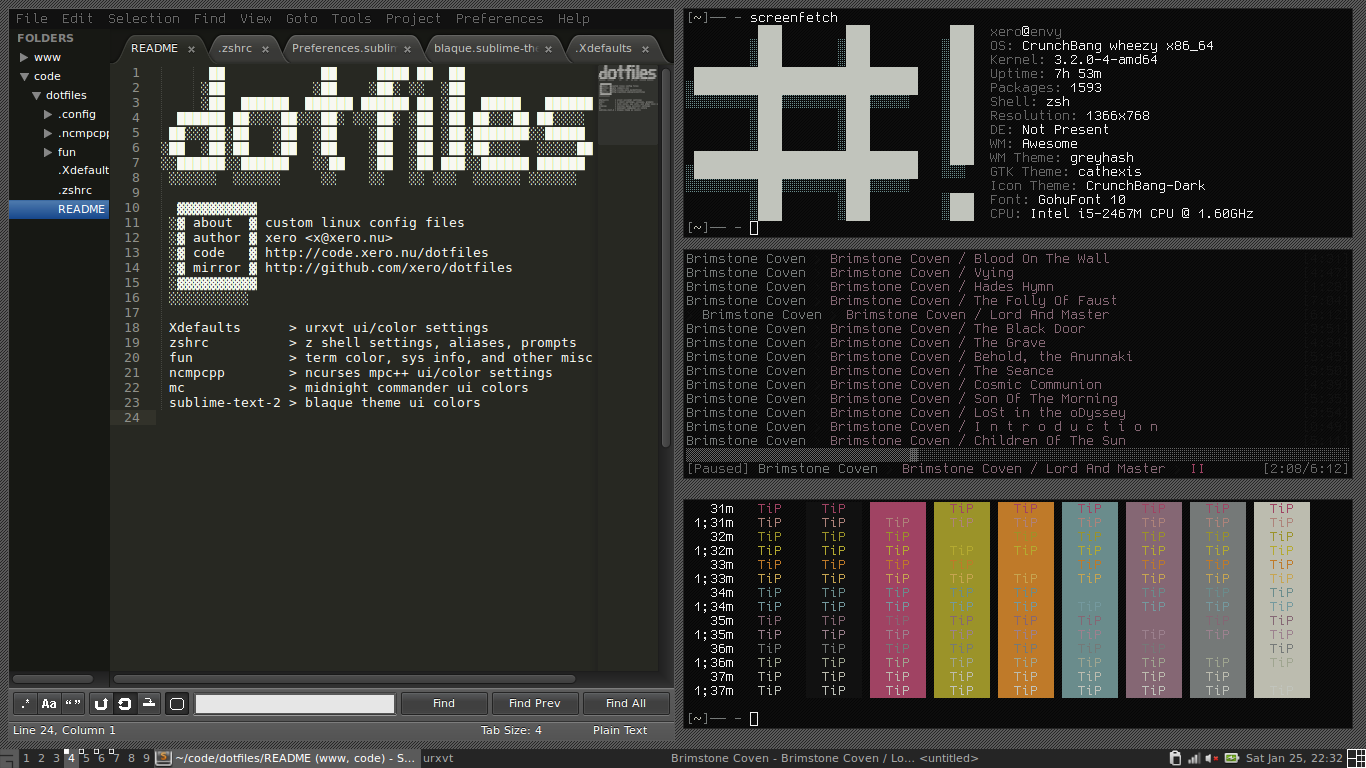 File Edit Selection Find View Goto Tools Project Preferences Help
FOLDERS
www
code
dotfiles
.config
.ncmpcpp
fun
.Xdefault
.zshrc
README
README × .zshrc × Preferences.sublim × blaque.sublime-the × .Xdefaults ×
1
2
3
4
5
6
7
8
dotfiles
dotfiles
9
10
11 about custom linux config files
12 author xero <x@xero.nu>
13 code http://code.xero.nu/dotfiles
14 mirror http://github.com/xero/dotfiles
15
16
17
18 Xdefaults > urxvt ui/color settings
19 zshrc > z shell settings, aliases, prompts
20 fun > term color, sys info, and other misc
21 ncmpcpp > ncurses mpc++ ui/color settings
22 mc > midnight commander ui colors
23 sublime-text-2 > blaque theme ui colors
24
.* Aa “ ” Find Find Prev Find All
Line 24, Column 1 Tab Size: 4 Plain Text
[~]── - screenfetch
xero@envy
OS: CrunchBang wheezy x86_64
Kernel: 3.2.0-4-amd64
Uptime: 7h 53m
Packages: 1593
Shell: zsh
Resolution: 1366x768
DE: Not Present
WM: Awesome
WM Theme: greyhash
GTK Theme: cathexis
Icon Theme: CrunchBang-Dark
Font: GohuFont 10
CPU: Intel i5-2467M CPU @ 1.60GHz
[~]── -
Brimstone Coven Brimstone Coven / Blood On The Wall
Brimstone Coven Brimstone Coven / Vying
Brimstone Coven Brimstone Coven / Hades Hymn
Brimstone Coven Brimstone Coven / The Folly Of Faust
Brimstone Coven Brimstone Coven / Lord And Master
Brimstone Coven Brimstone Coven / The Black Door
Brimstone Coven Brimstone Coven / The Grave
Brimstone Coven Brimstone Coven / Behold, the Anunnaki
Brimstone Coven Brimstone Coven / The Seance
Brimstone Coven Brimstone Coven / Cosmic Communion
Brimstone Coven Brimstone Coven / Son Of The Morning
Brimstone Coven Brimstone Coven / LoSt in the oDyssey
Brimstone Coven Brimstone Coven / I n t r o d u c t i o n
Brimstone Coven Brimstone Coven / Children Of The Sun
[Paused] Brimstone Coven Brimstone Coven / Lord And Master II [2:08/6:12]
31m TiP TiP TiP TiP TiP TiP TiP TiP
1;31m TiP TiP TiP TiP TiP TiP TiP TiP TiP
32m TiP TiP TiP TiP TiP TiP TiP TiP
1;32m TiP TiP TiP TiP TiP TiP TiP TiP TiP
33m TiP TiP TiP TiP TiP TiP TiP TiP
1;33m TiP TiP TiP TiP TiP TiP TiP TiP TiP
34m TiP TiP TiP TiP TiP TiP TiP TiP
1;34m TiP TiP TiP TiP TiP TiP TiP TiP TiP
35m TiP TiP TiP TiP TiP TiP TiP TiP
1;35m TiP TiP TiP TiP TiP TiP TiP TiP TiP
36m TiP TiP TiP TiP TiP TiP TiP TiP
1;36m TiP TiP TiP TiP TiP TiP TiP TiP TiP
37m TiP TiP TiP TiP TiP TiP TiP TiP TiP
1;37m TiP TiP TiP TiP TiP TiP TiP TiP
[~]── -
1 2 3 4 5 6 7 8 9 ~/code/dotfiles/README (www, code) - S... urxvt Brimstone Coven - Brimstone Coven / Lo... <untitled> Sat Jan 25, 22:32